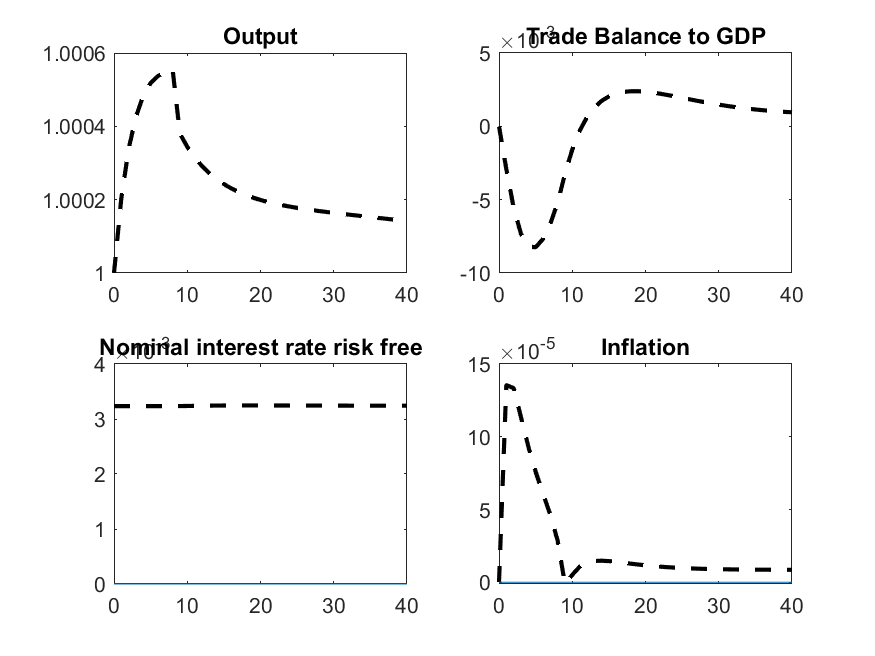 Output
1.0006
1.0004
1.0002
1
0 10 20 30 40
×10-3
Trade Balance to GDP
5
0
-5
-10
0 10 20 30 40
×10-3
Nominal interest rate risk free
4
3
2
1
0
0 10 20 30 40
×10-5
Inflation
15
10
5
0
0 10 20 30 40